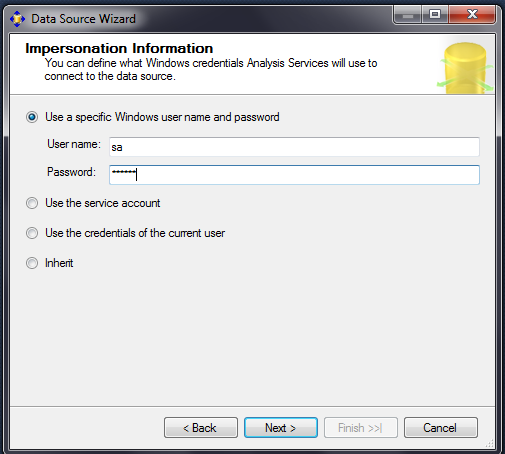 Data Source Wizard
Impersonation Information
You can define what Windows credentials Analysis Services will use to
connect to the data source.
Use a specific Windows user name and password
User name: sa
Password: ******
Use the service account
Use the credentials of the current user
Inherit
< Back Next > Finish >>| Cancel